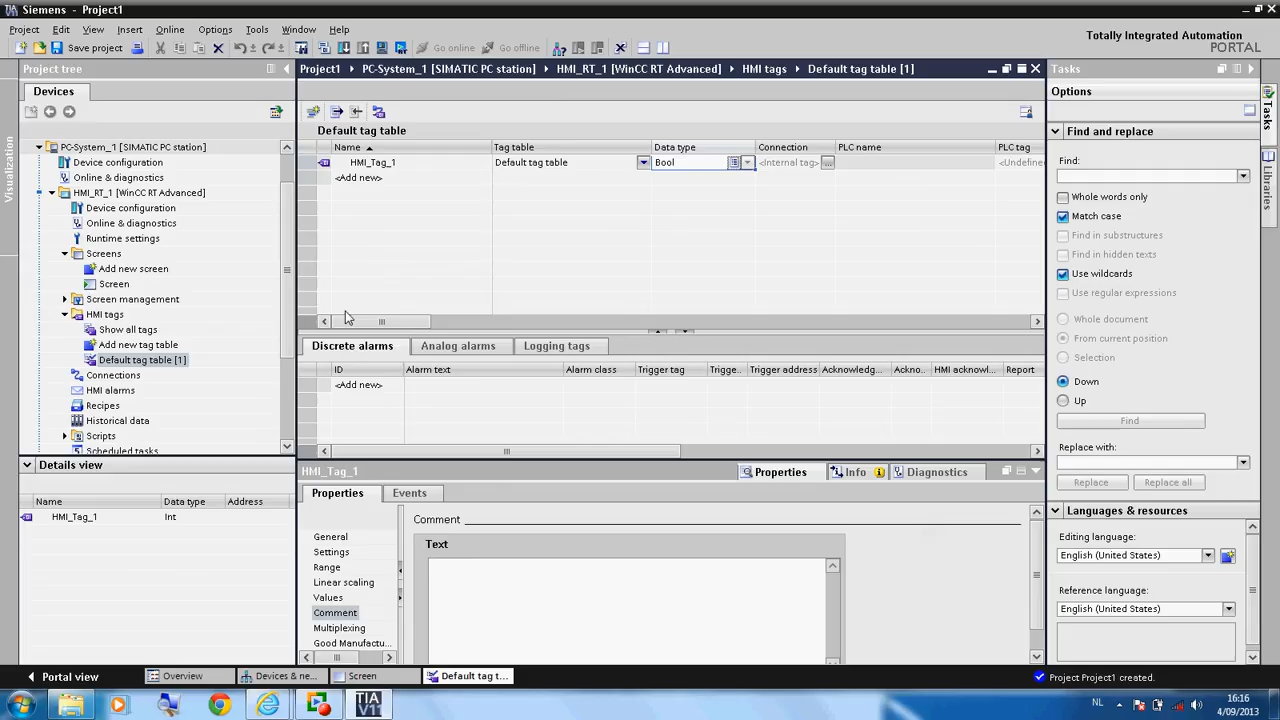 Siemens - Project1
Project Edit View Insert Online Options Tools Window Help
Totally Integrated Automation
PORTAL
Save project Go online Go offline
Project tree
Project1 PC-System_1 [SIMATIC PC station] HMI_RT_1 [WinCC RT Advanced] HMI tags Default tag table [1]
Tasks
Devices
Options
Default tag table
Find and replace
PC-System_1 [SIMATIC PC station]
Device configuration
Online & diagnostics
HMI_RT_1 [WinCC RT Advanced]
Device configuration
Online & diagnostics
Runtime settings
Screens
Add new screen
Screen
Screen management
HMI tags
Show all tags
Add new tag table
Default tag table [1]
Connections
HMI alarms
Recipes
Historical data
Scripts
Scheduled tasks
Name Tag table Data type Connection PLC name PLC tag
HMI_Tag_1 Default tag table Bool <Internal tag> <Undefine
<Add new>
Discrete alarms Analog alarms Logging tags
ID Alarm text Alarm class Trigger tag Trigge.. Trigger address Acknowledg... Ackno.. HMI acknowl... Report
<Add new>
Find:
Whole words only
Match case
Find in substructures
Find in hidden texts
Use wildcards
Use regular expressions
Whole document
From current position
Selection
Down
Up
Find
Replace with:
Replace Replace all
Languages & resources
Editing language:
English (United States)
Reference language:
English (United States)
Details view
Name Data type Address
HMI_Tag_1 Int
HMI_Tag_1
Properties Info Diagnostics
Properties Events
General
Settings
Range
Linear scaling
Values
Comment
Multiplexing
Good Manufactu...
Comment
Text
Visualization
Tasks
Libraries
Portal view Overview Devices & ne... Screen Default tag t...
Project Project1 created.
TIA
V11
NL
16:16
4/09/2013